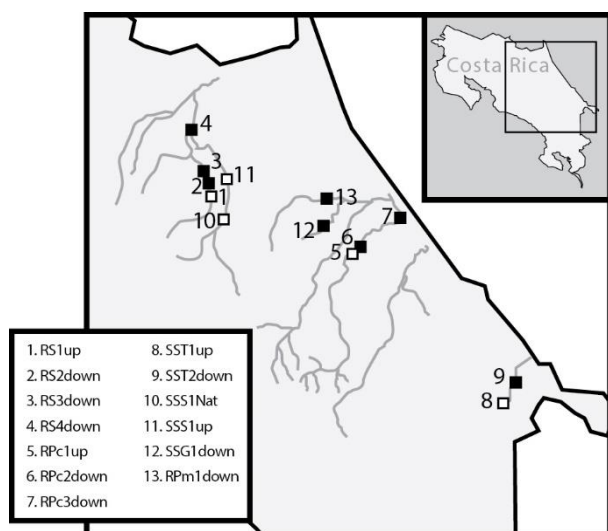 Costa Rica
4
3
11
2
1
10
13
7
12
6
5
9
8
1. RS1up
2. RS2down
3. RS3down
4. RS4down
5. RPc1up
6. RPc2down
7. RPc3down
8. SST1up
9. SST2down
10. SSS1Nat
11. SSS1up
12. SSG1down
13. RPm1down